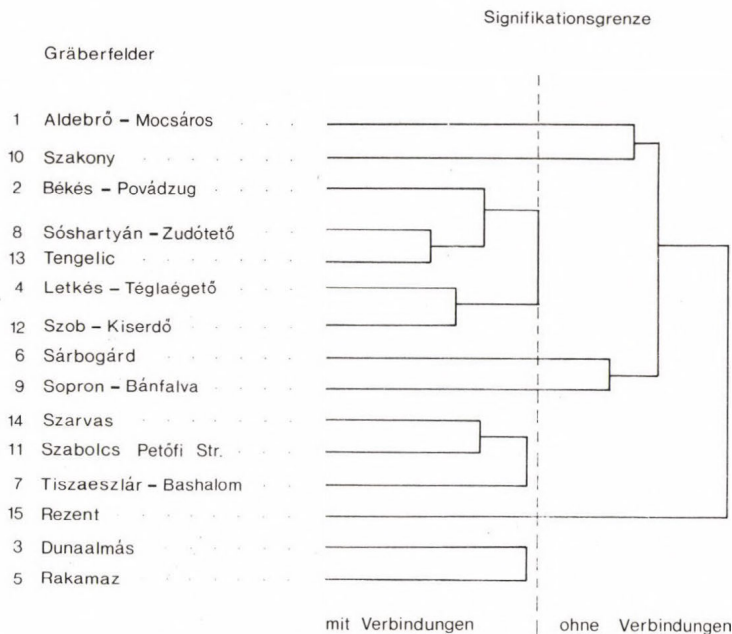 Signifikationsgrenze
Gräberfelder
1 Aldebrő – Mocsáros
10 Szakony
2 Békés – Povádzug
8 Sóshartyán – Zudótető
13 Tengelic
4 Letkés – Téglaégető
12 Szob – Kiserdő
6 Sárbogárd
9 Sopron – Bánfalva
14 Szarvas
11 Szabolcs Petőfi Str.
7 Tiszaeszlár – Bashalom
15 Rezent
3 Dunaalmás
5 Rakamaz
mit Verbindungen ohne Verbindungen